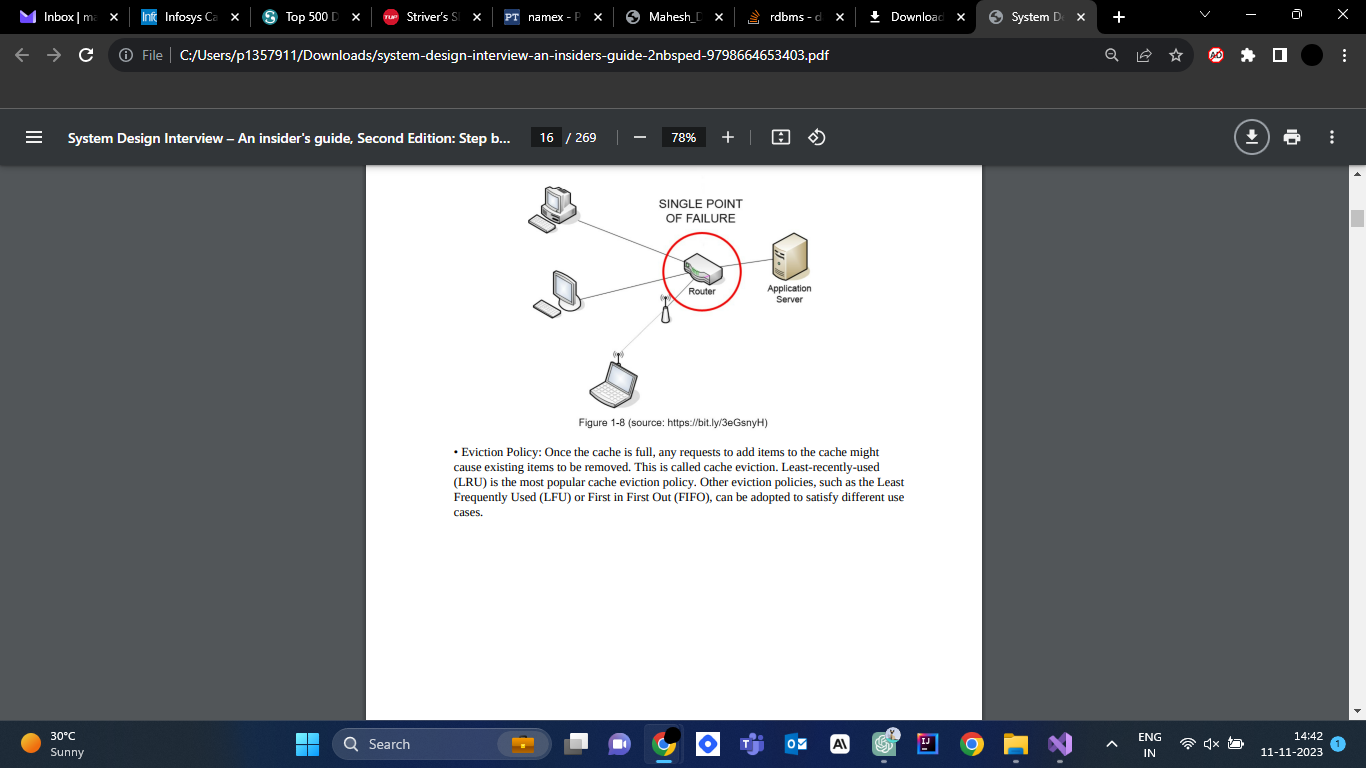 Inbox | ma
Infosys Ca
Top 500 D
Striver's S
namex - P
Mahesh_D
rdbms - d
Download
System De
File
C:/Users/p1357911/Downloads/system-design-interview-an-insiders-guide-2nbsped-9798664653403.pdf
System Design Interview – An insider's guide, Second Edition: Step b...
16 / 269
78%
SINGLE POINT
OF FAILURE
Router
Application
Server
Figure 1-8 (source: https://bit.ly/3eGsnyH)
• Eviction Policy: Once the cache is full, any requests to add items to the cache might
cause existing items to be removed. This is called cache eviction. Least-recently-used
(LRU) is the most popular cache eviction policy. Other eviction policies, such as the Least
Frequently Used (LFU) or First in First Out (FIFO), can be adopted to satisfy different use
cases.
30°C
Sunny
Search
ENG
IN
14:42
11-11-2023
1